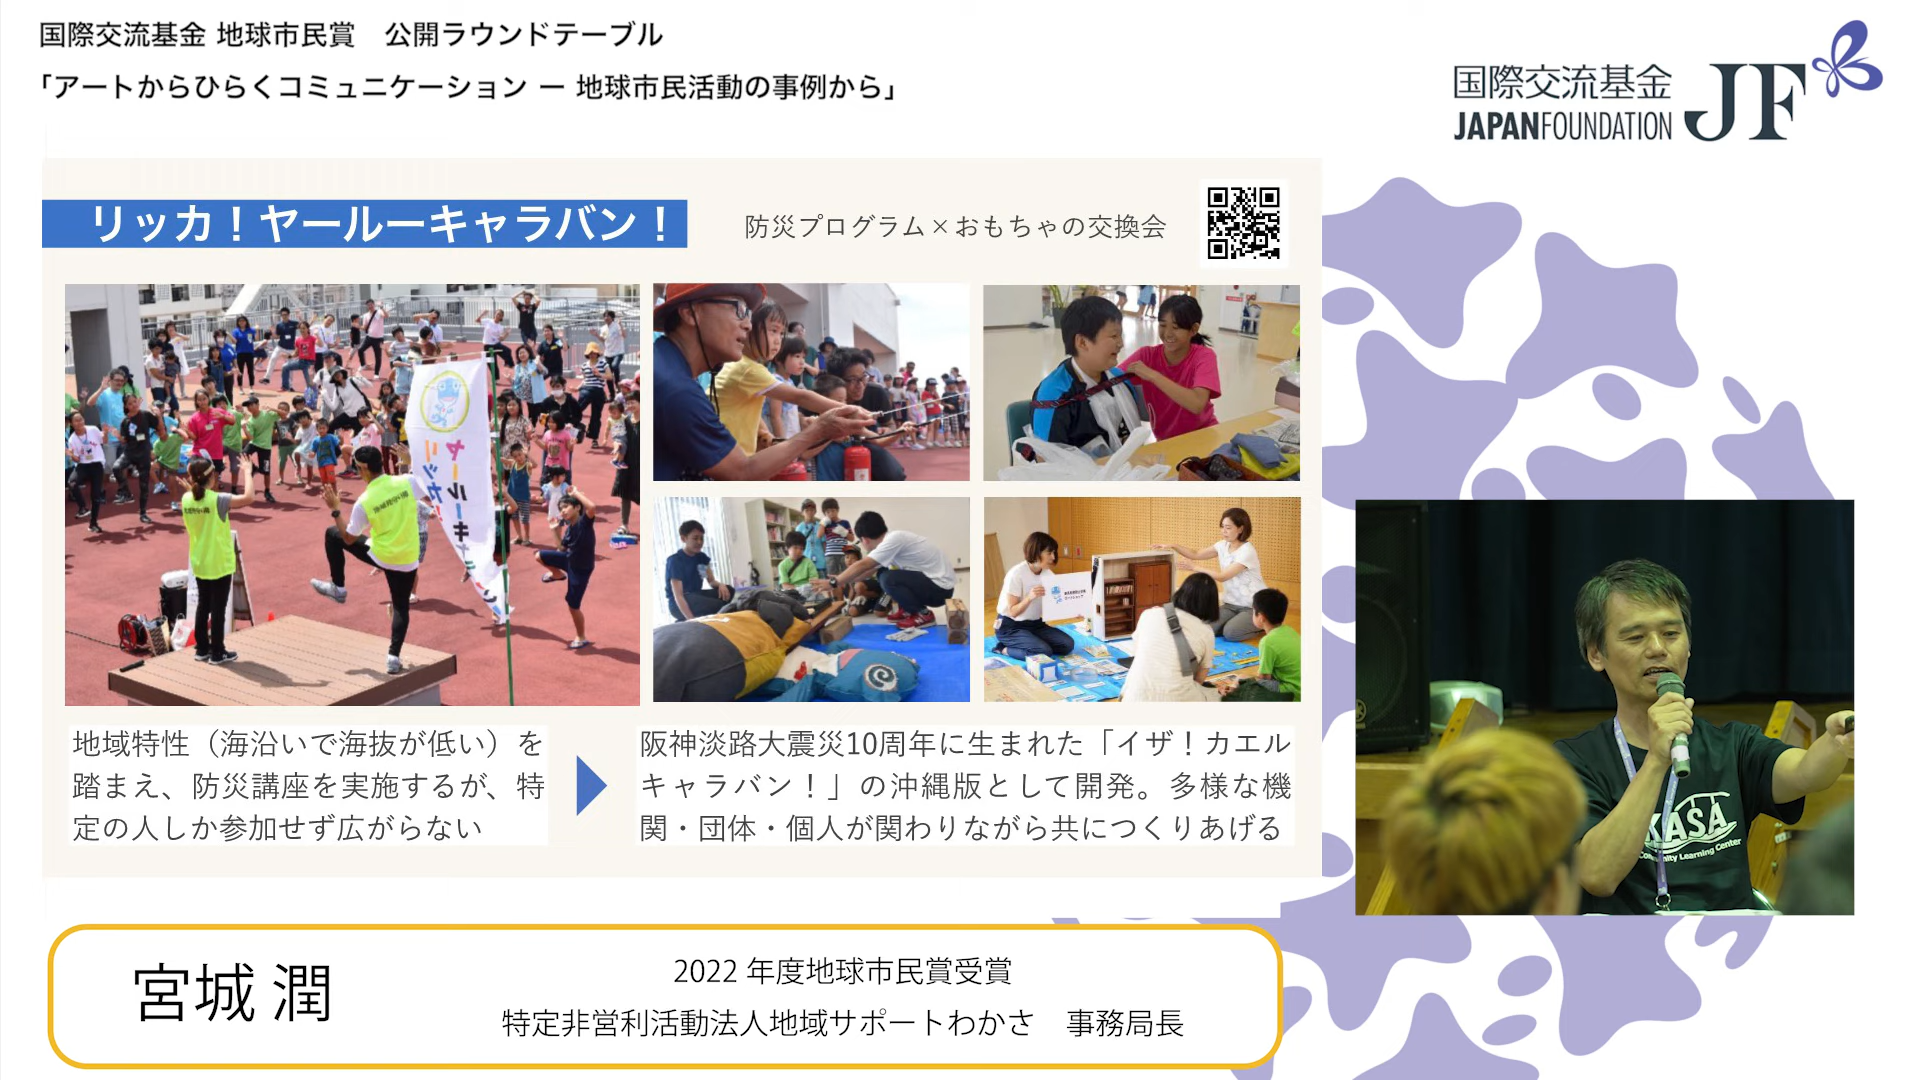 国際交流基金 地球市民賞　公開ラウンドテーブル
「アートからひらくコミュニケーション ー 地球市民活動の事例から」
国際交流基金
JAPANFOUNDATION
JF
リッカ！ヤールーキャラバン！
防災プログラム×おもちゃの交換会
地域特性（海沿いで海抜が低い）を
踏まえ、防災講座を実施するが、特
定の人しか参加せず広がらない
阪神淡路大震災10周年に生まれた「イザ！カエル
キャラバン！」の沖縄版として開発。多様な機
関・団体・個人が関わりながら共につくりあげる
KASA
Community Learning Center
宮城 潤
2022 年度地球市民賞受賞
特定非営利活動法人地域サポートわかさ　事務局長